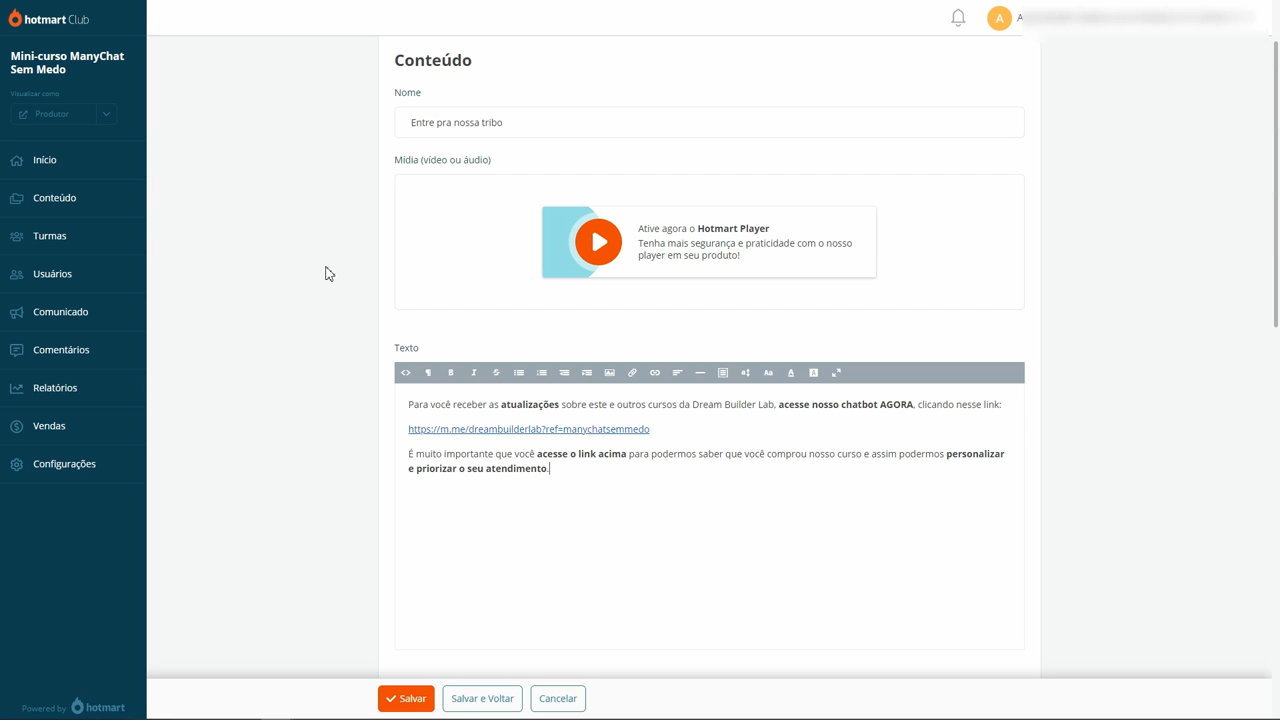 hotmart Club
A
Mini-curso ManyChat
Sem Medo
Visualizar como
Produtor
Início
Conteúdo
Turmas
Usuários
Comunicado
Comentários
Relatórios
Vendas
Configurações
Powered by hotmart
Conteúdo
Nome
Entre pra nossa tribo
Mídia (vídeo ou áudio)
Ative agora o Hotmart Player
Tenha mais segurança e praticidade com o nosso
player em seu produto!
Texto
Para você receber as atualizações sobre este e outros cursos da Dream Builder Lab, acesse nosso chatbot AGORA, clicando nesse link:
https://m.me/dreambuilderlab?ref=manychatsemmedo
É muito importante que você acesse o link acima para podermos saber que você comprou nosso curso e assim podermos personalizar
e priorizar o seu atendimento.
Salvar
Salvar e Voltar
Cancelar